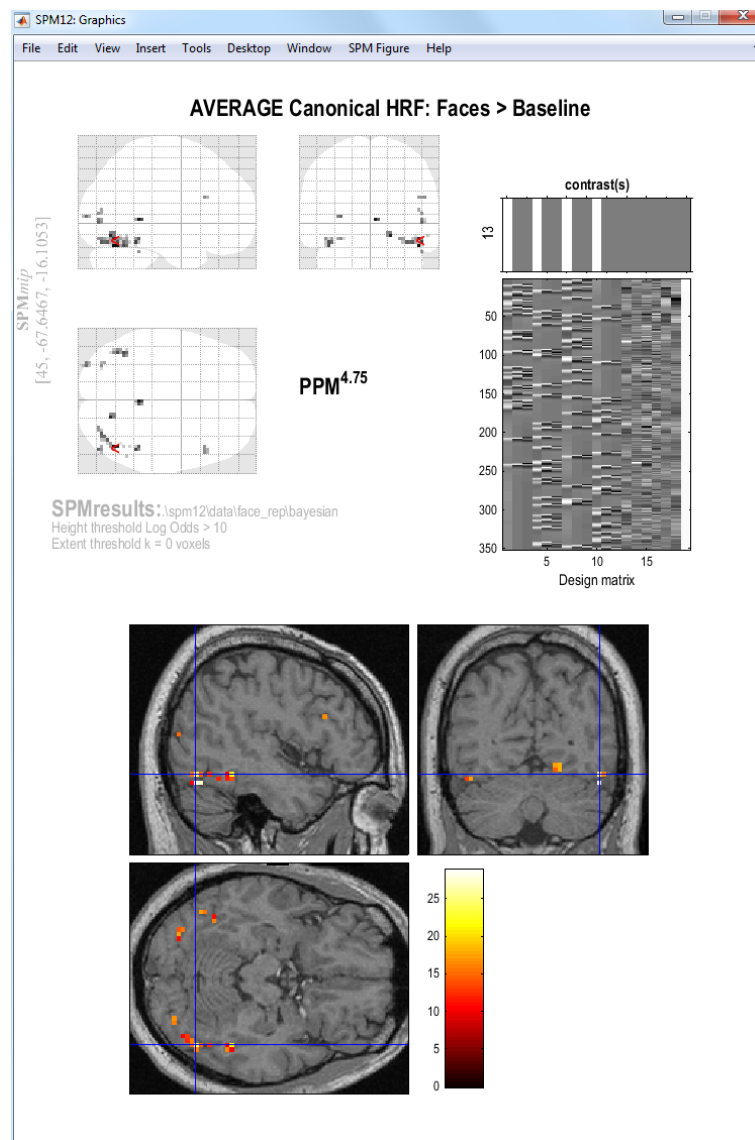 SPM12: Graphics
File Edit View Insert Tools Desktop Window SPM Figure Help
AVERAGE Canonical HRF: Faces > Baseline
SPMmip
[45, -67.6467, -16.1053]
<
<
<
PPM4.75
contrast(s)
13
50
100
150
200
250
300
350
5 10 15
Design matrix
SPMresults: .\spm12\data\face_rep\bayesian
Height threshold Log Odds > 10
Extent threshold k = 0 voxels
25
20
15
10
5
0